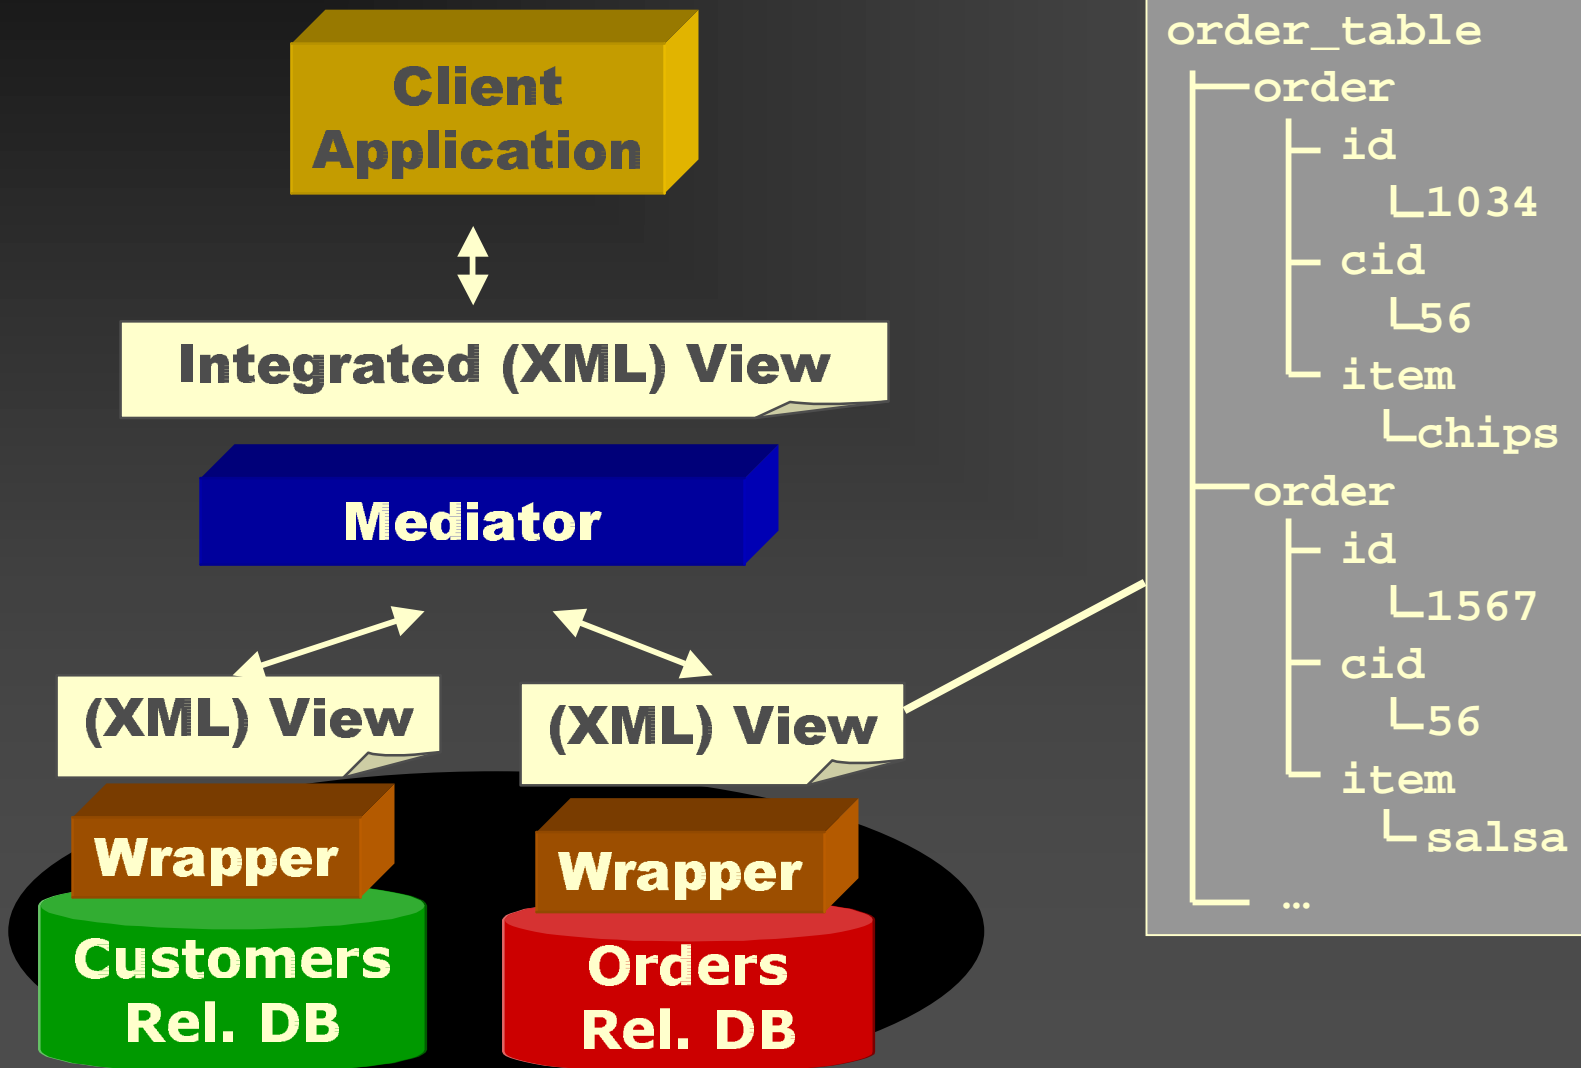 Client
Application
Integrated (XML) View
Mediator
(XML) View
(XML) View
Wrapper
Wrapper
Customers
Rel. DB
Orders
Rel. DB
order_table
order
id
1034
cid
56
item
chips
order
id
1567
cid
56
item
salsa
…